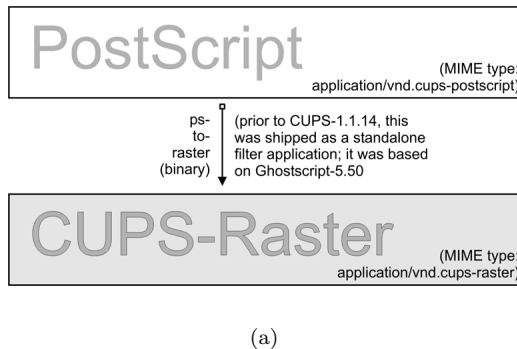 PostScript
(MIME type:
application/vnd.cups-postscript)
ps-
to-
raster
(binary)
(prior to CUPS-1.1.14, this
was shipped as a standalone
filter application; it was based
on Ghostscript-5.50
CUPS-Raster
(MIME type:
application/vnd.cups-raster)
(a)